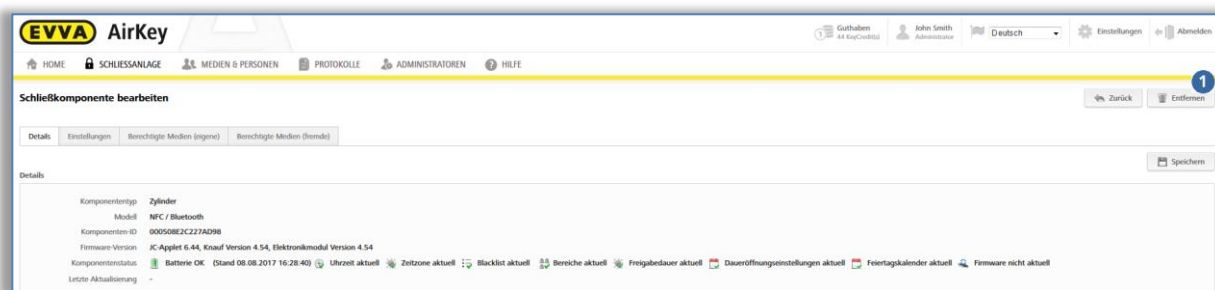 EVVA AirKey
1 Guthaben 44 KeyCredit(s) John Smith Administrator Deutsch Einstellungen Abmelden
HOME SCHLIESSANLAGE MEDIEN & PERSONEN PROTOKOLLE ADMINISTRATOREN HILFE
1
Schließkomponente bearbeiten Zurück Entfernen
Details Einstellungen Berechtigte Medien (eigene) Berechtigte Medien (fremde)
Speichern
Details
Komponententyp Zylinder
Modell NFC / Bluetooth
Komponenten-ID 000508E2C227AD98
Firmware-Version JC-Applet 6.44, Knauf Version 4.54, Elektronikmodul Version 4.54
Komponentenstatus Batterie OK (Stand 08.08.2017 16:28:40) Uhrzeit aktuell Zeitzone aktuell Blacklist aktuell Bereiche aktuell Freigabedauer aktuell Daueröffnungseinstellungen aktuell Feiertagskalender aktuell Firmware nicht aktuell
Letzte Aktualisierung -